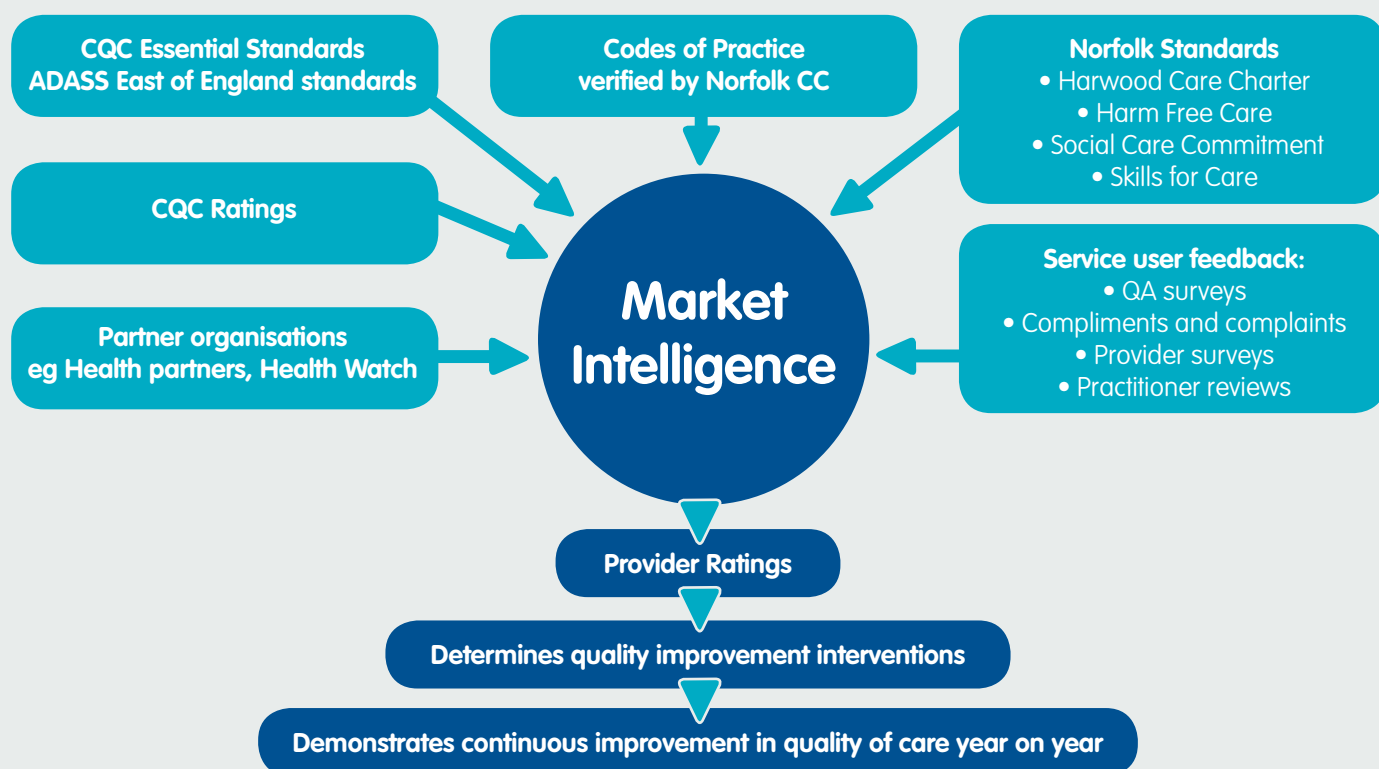 CQC Essential Standards
ADASS East of England standards
Codes of Practice
verified by Norfolk CC
Norfolk Standards
• Harwood Care Charter
• Harm Free Care
• Social Care Commitment
• Skills for Care
CQC Ratings
Service user feedback:
• QA surveys
• Compliments and complaints
• Provider surveys
• Practitioner reviews
Partner organisations
eg Health partners, Health Watch
Market
Intelligence
Provider Ratings
Determines quality improvement interventions
Demonstrates continuous improvement in quality of care year on year